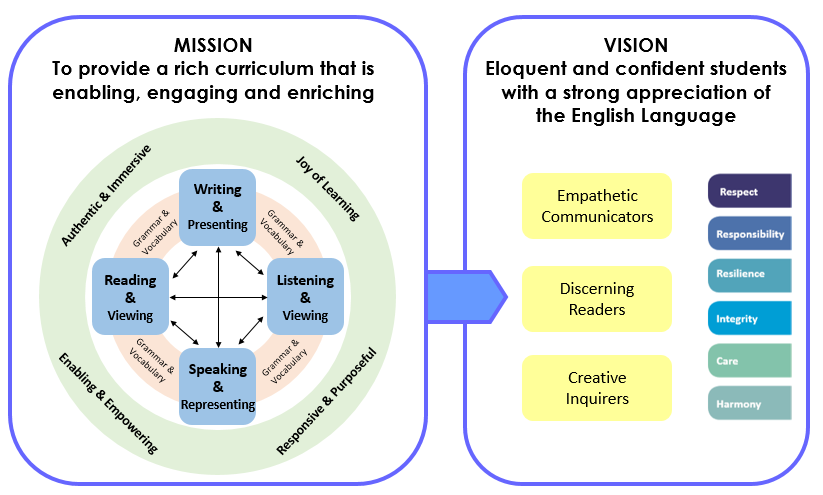 MISSION
To provide a rich curriculum that is
enabling, engaging and enriching
Authentic & Immersive
Joy of Learning
Writing
&
Presenting
Grammar &
Vocabulary
Grammar &
Vocabulary
Reading
&
Viewing
Listening
&
Viewing
Grammar &
Vocabulary
Grammar &
Vocabulary
Speaking
&
Representing
Enabling & Empowering
Responsive & Purposeful
VISION
Eloquent and confident students
with a strong appreciation of
the English Language
Empathetic
Communicators
Discerning
Readers
Creative
Inquirers
Respect
Responsibility
Resilience
Integrity
Care
Harmony